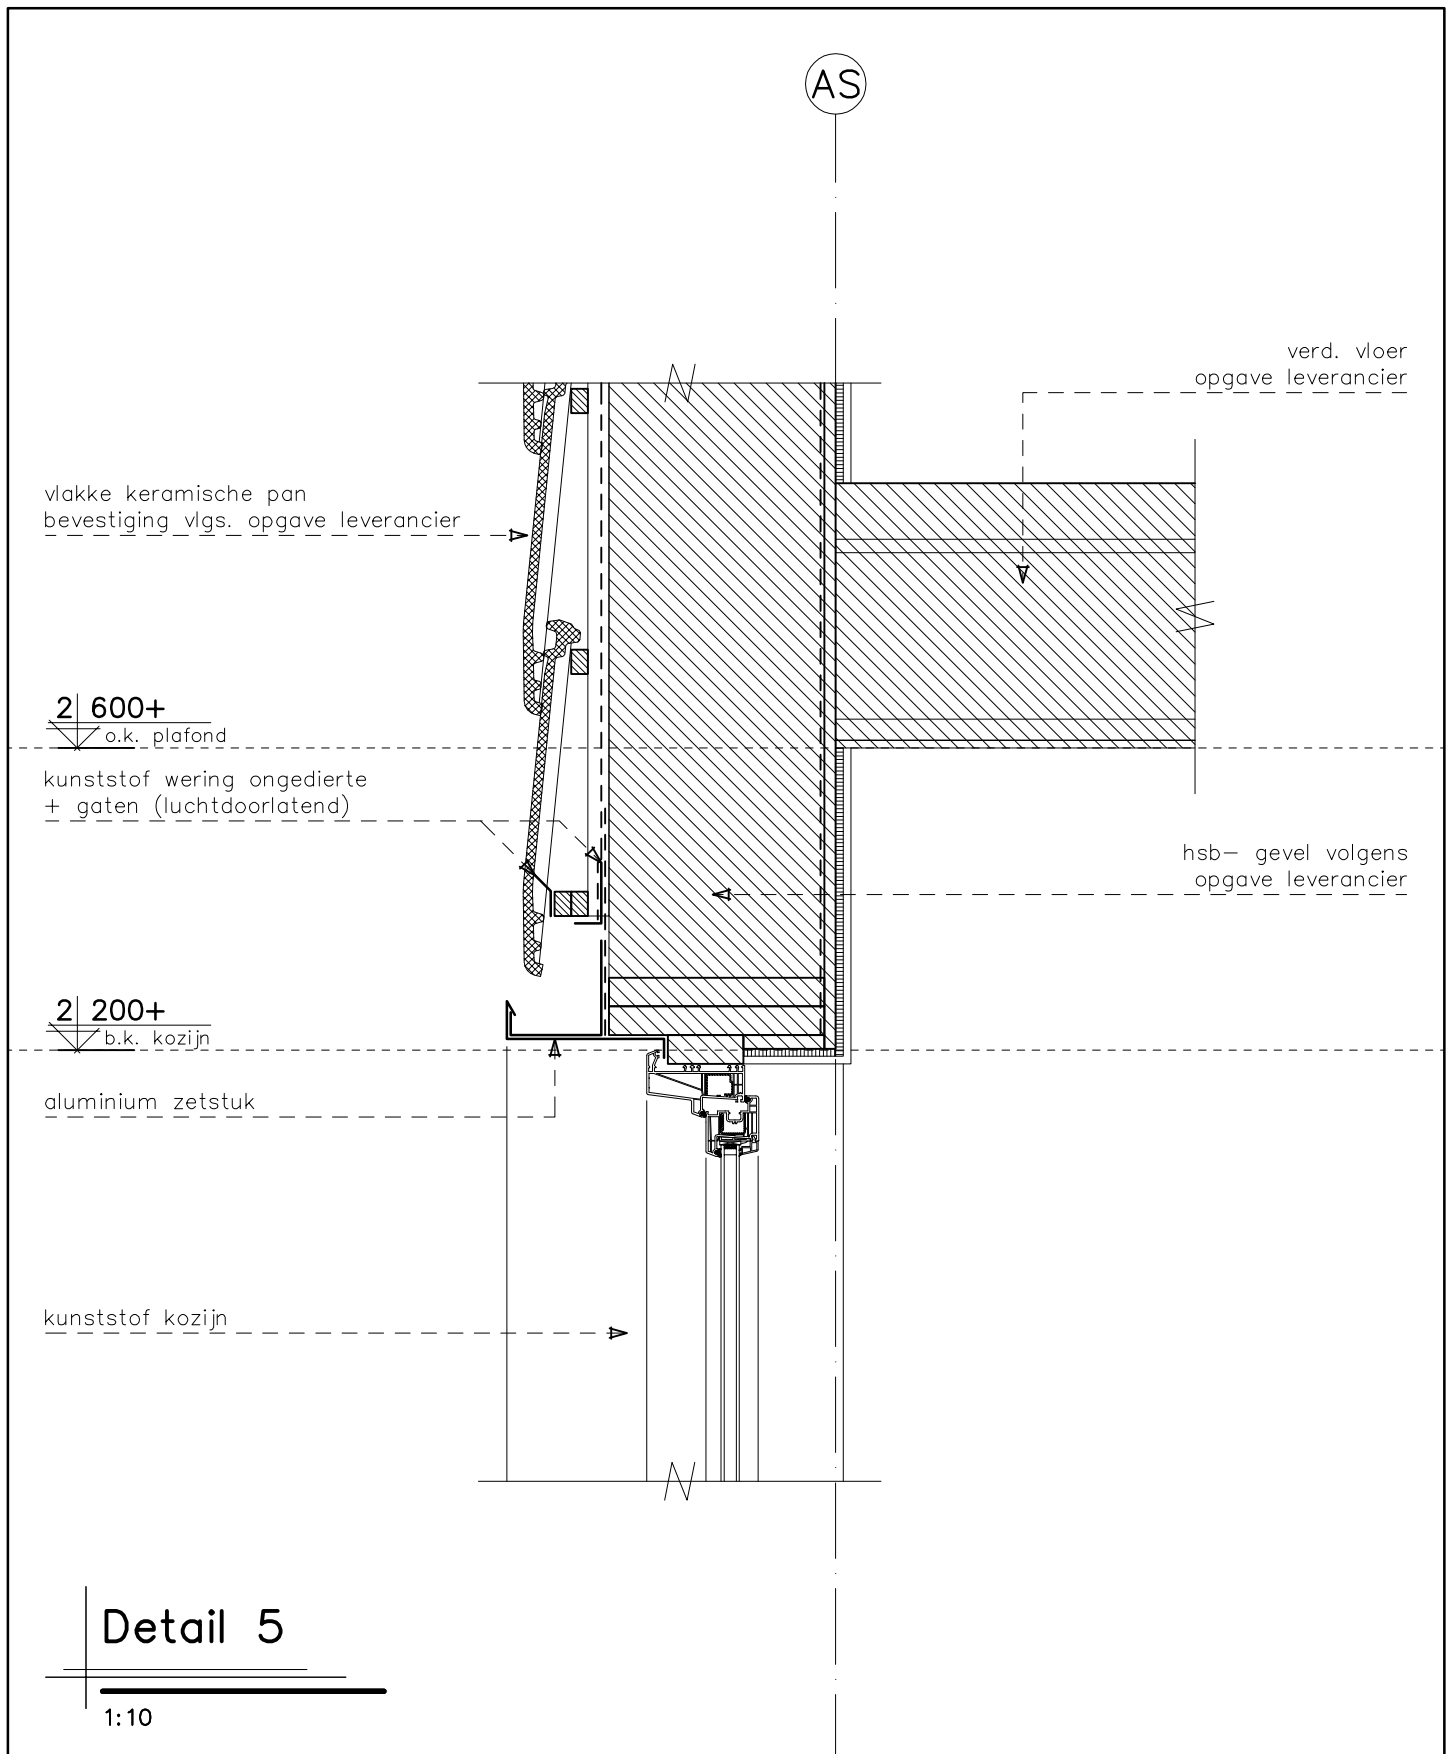 AS
verd. vloer
opgave leverancier
vlakke keramische pan
bevestiging vlgs. opgave leverancier
2 600+
o.k. plafond
kunststof wering ongedierte
+ gaten (luchtdoorlatend)
hsb- gevel volgens
opgave leverancier
2 200+
b.k. kozijn
aluminium zetstuk
kunststof kozijn
Detail 5
1:10